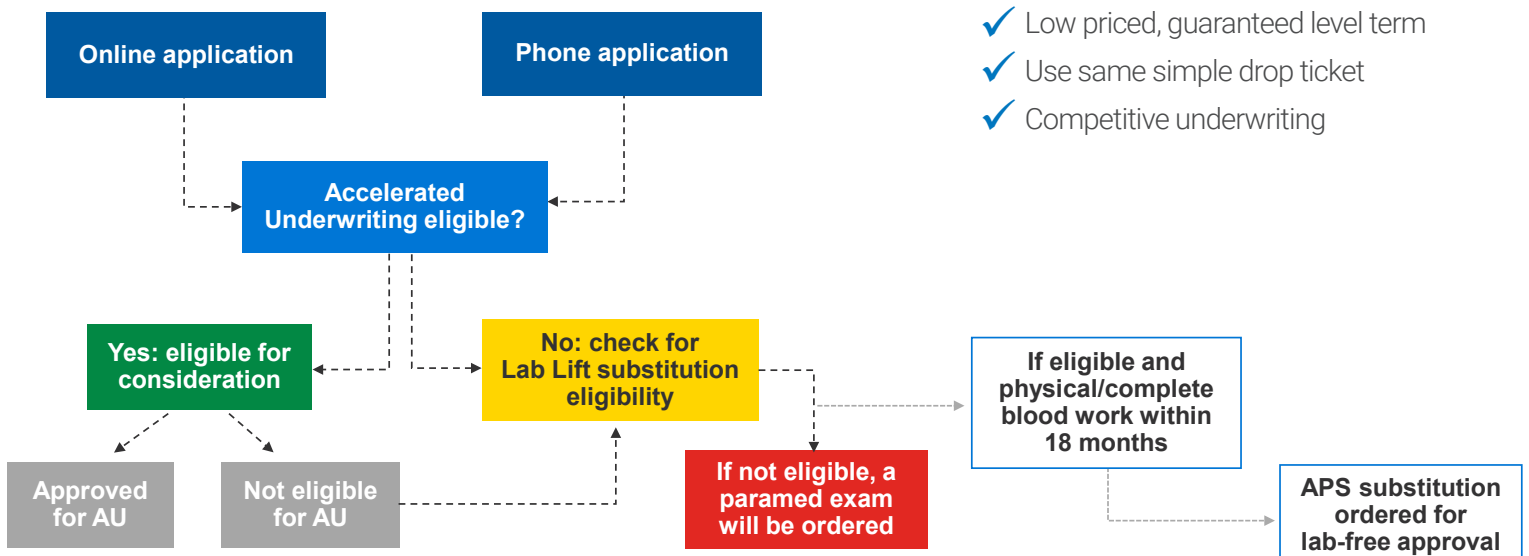 Online application
Phone application
Low priced, guaranteed level term
Use same simple drop ticket
Competitive underwriting
Accelerated
Underwriting eligible?
Yes: eligible for
consideration
No: check for
Lab Lift substitution
eligibility
If eligible and
physical/complete
blood work within
18 months
Approved
for AU
Not eligible
for AU
If not eligible, a
paramed exam
will be ordered
APS substitution
ordered for
lab-free approval